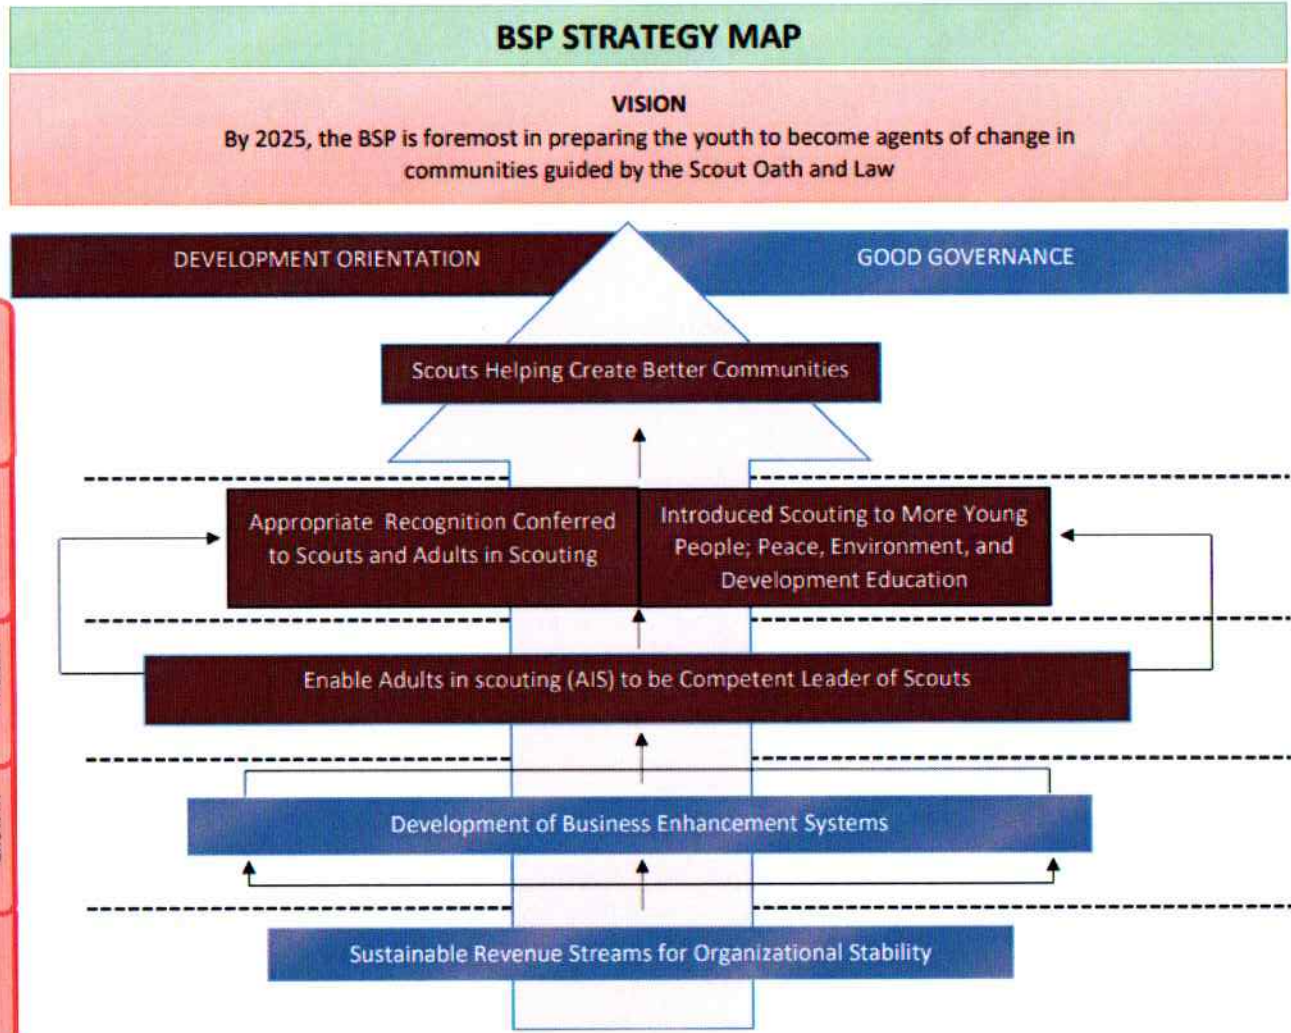 BSP STRATEGY MAP
VISION
By 2025, the BSP is foremost in preparing the youth to become agents of change in
communities guided by the Scout Oath and Law
DEVELOPMENT ORIENTATION
GOOD GOVERNANCE
Scouts Helping Create Better Communities
Appropriate Recognition Conferred
to Scouts and Adults in Scouting
Introduced Scouting to More Young
People; Peace, Environment, and
Development Education
Enable Adults in scouting (AIS) to be Competent Leader of Scouts
Development of Business Enhancement Systems
Sustainable Revenue Streams for Organizational Stability